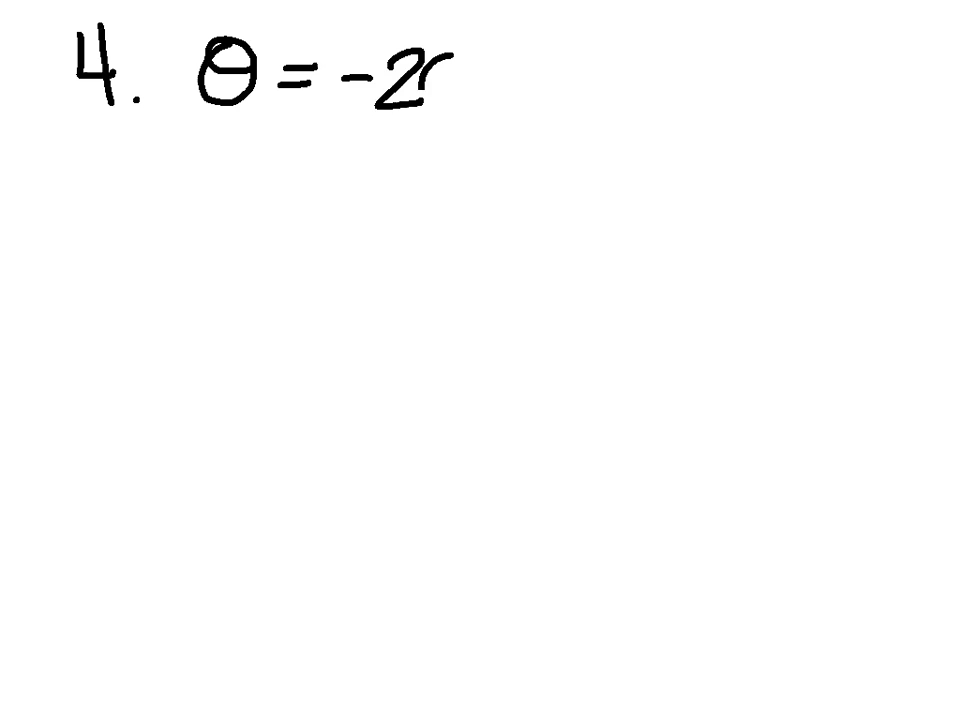 4. θ = -2r